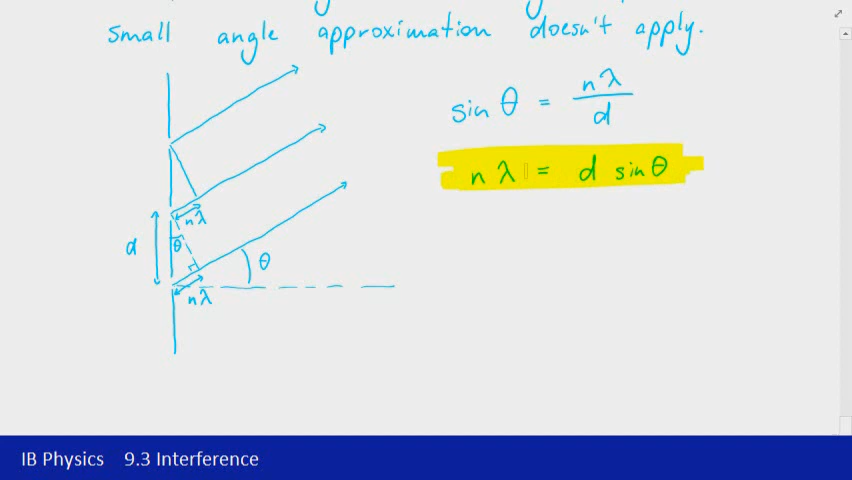 small angle approximation doesn't apply.
sin θ = nλ/d
nλ = d sin θ
nλ
d
θ
θ
nλ
IB Physics 9.3 Interference